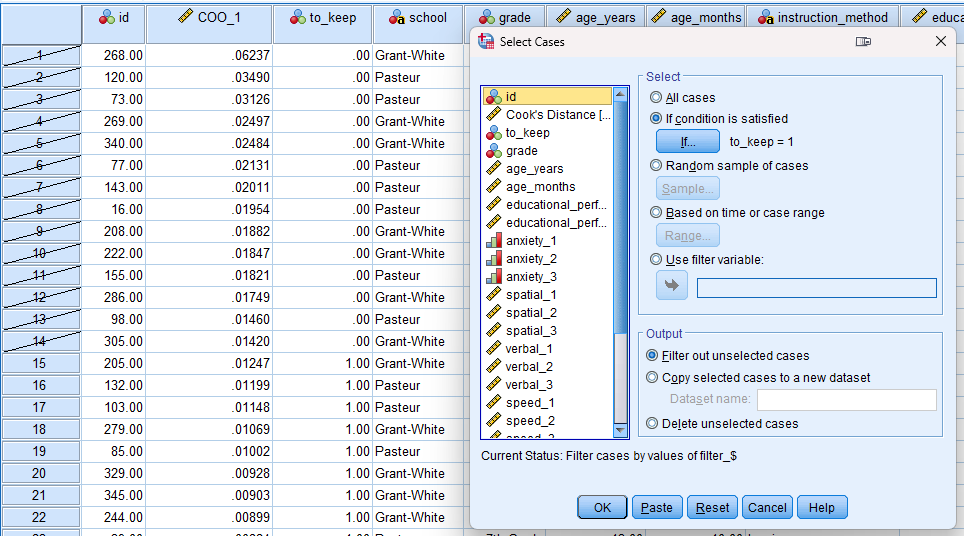 id COO_1 to_keep school grade age_years age_months instruction_method
1 268.00 .06237 .00 Grant-White
2 120.00 .03490 .00 Pasteur
3 73.00 .03126 .00 Pasteur
4 269.00 .02497 .00 Grant-White
5 340.00 .02484 .00 Grant-White
6 77.00 .02131 .00 Pasteur
7 143.00 .02011 .00 Pasteur
8 16.00 .01954 .00 Pasteur
9 208.00 .01882 .00 Grant-White
10 222.00 .01847 .00 Grant-White
11 155.00 .01821 .00 Pasteur
12 286.00 .01749 .00 Grant-White
13 98.00 .01460 .00 Pasteur
14 305.00 .01420 .00 Grant-White
15 205.00 .01247 1.00 Grant-White
16 132.00 .01199 1.00 Pasteur
17 103.00 .01148 1.00 Pasteur
18 279.00 .01069 1.00 Grant-White
19 85.00 .01002 1.00 Pasteur
20 329.00 .00928 1.00 Grant-White
21 345.00 .00903 1.00 Grant-White
22 244.00 .00899 1.00 Grant-White
Select Cases
id
Cook's Distance [...
to_keep
grade
age_years
age_months
educational_perf...
educational_perf...
anxiety_1
anxiety_2
anxiety_3
spatial_1
spatial_2
spatial_3
verbal_1
verbal_2
verbal_3
speed_1
speed_2
Select
All cases
If condition is satisfied
If... to_keep = 1
Random sample of cases
Sample...
Based on time or case range
Range...
Use filter variable:
Output
Filter out unselected cases
Copy selected cases to a new dataset
Dataset name:
Delete unselected cases
Current Status: Filter cases by values of filter_$
OK Paste Reset Cancel Help